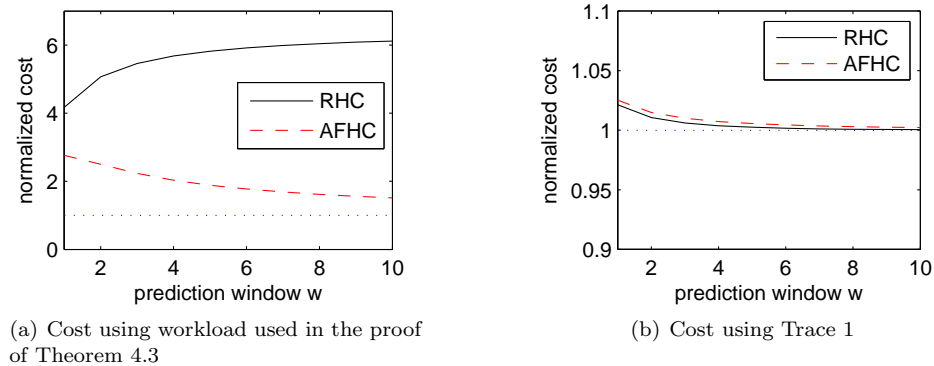 normalized cost
6
4
2
0
RHC
AFHC
2 4 6 8 10
prediction window w
(a) Cost using workload used in the proof
of Theorem 4.3
normalized cost
1.1
1.05
1
0.95
0.9
RHC
AFHC
2 4 6 8 10
prediction window w
(b) Cost using Trace 1